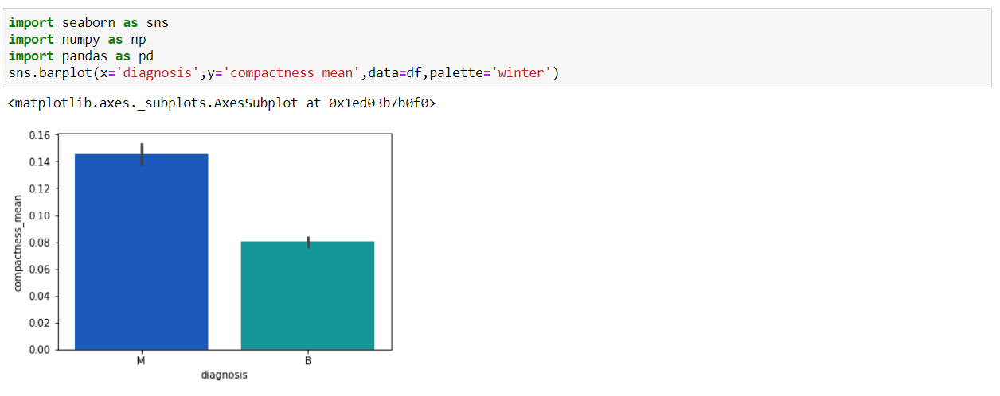 import seaborn as sns
import numpy as np
import pandas as pd
sns.barplot(x='diagnosis',y='compactness_mean',data=df,palette='winter')
<matplotlib.axes._subplots.AxesSubplot at 0x1ed03b7b0f0>
0.16
0.14
0.12
0.10
0.08
0.06
0.04
0.02
0.00
compactness_mean
M B
diagnosis